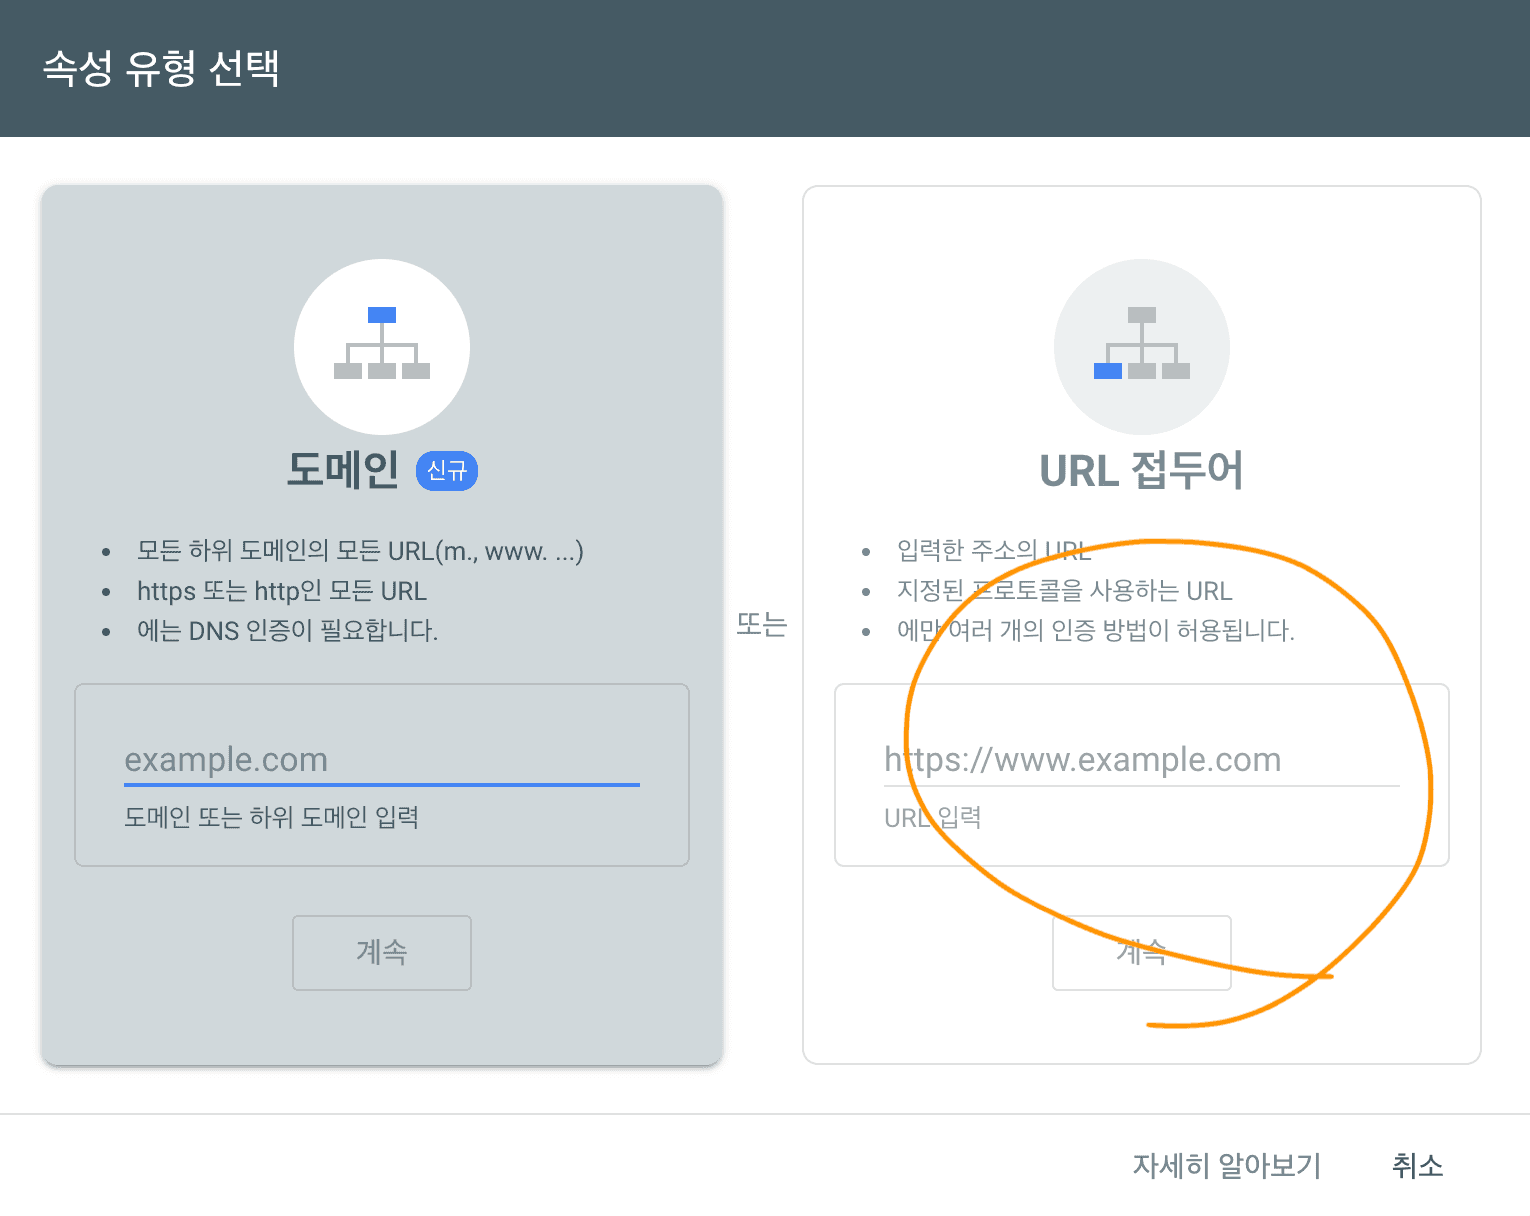 속성 유형 선택
도메인 신규
모든 하위 도메인의 모든 URL(m., www. ...)
https 또는 http인 모든 URL
에는 DNS 인증이 필요합니다.
example.com
도메인 또는 하위 도메인 입력
계속
또는
URL 접두어
입력한 주소의 URL
지정된 프로토콜을 사용하는 URL
에만 여러 개의 인증 방법이 허용됩니다.
https://www.example.com
URL 입력
계속
자세히 알아보기 취소